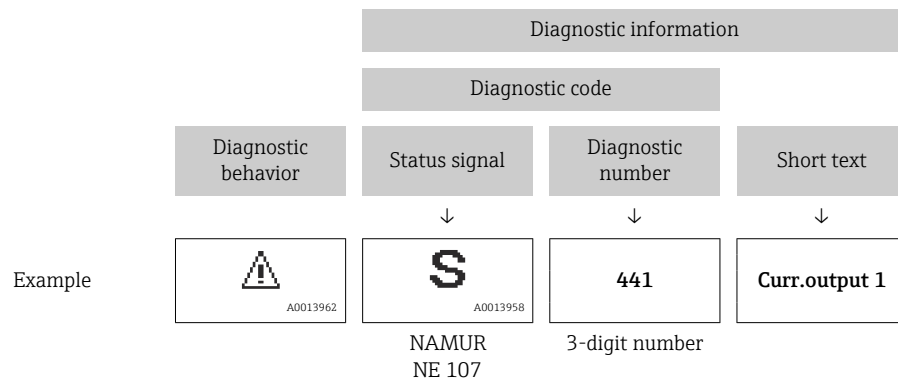 Diagnostic information
Diagnostic code
Diagnostic
behavior
Status signal
Diagnostic
number
Short text
↓ ↓ ↓
Example
A0013962
S
A0013958
441
Curr.output 1
NAMUR
NE 107
3-digit number